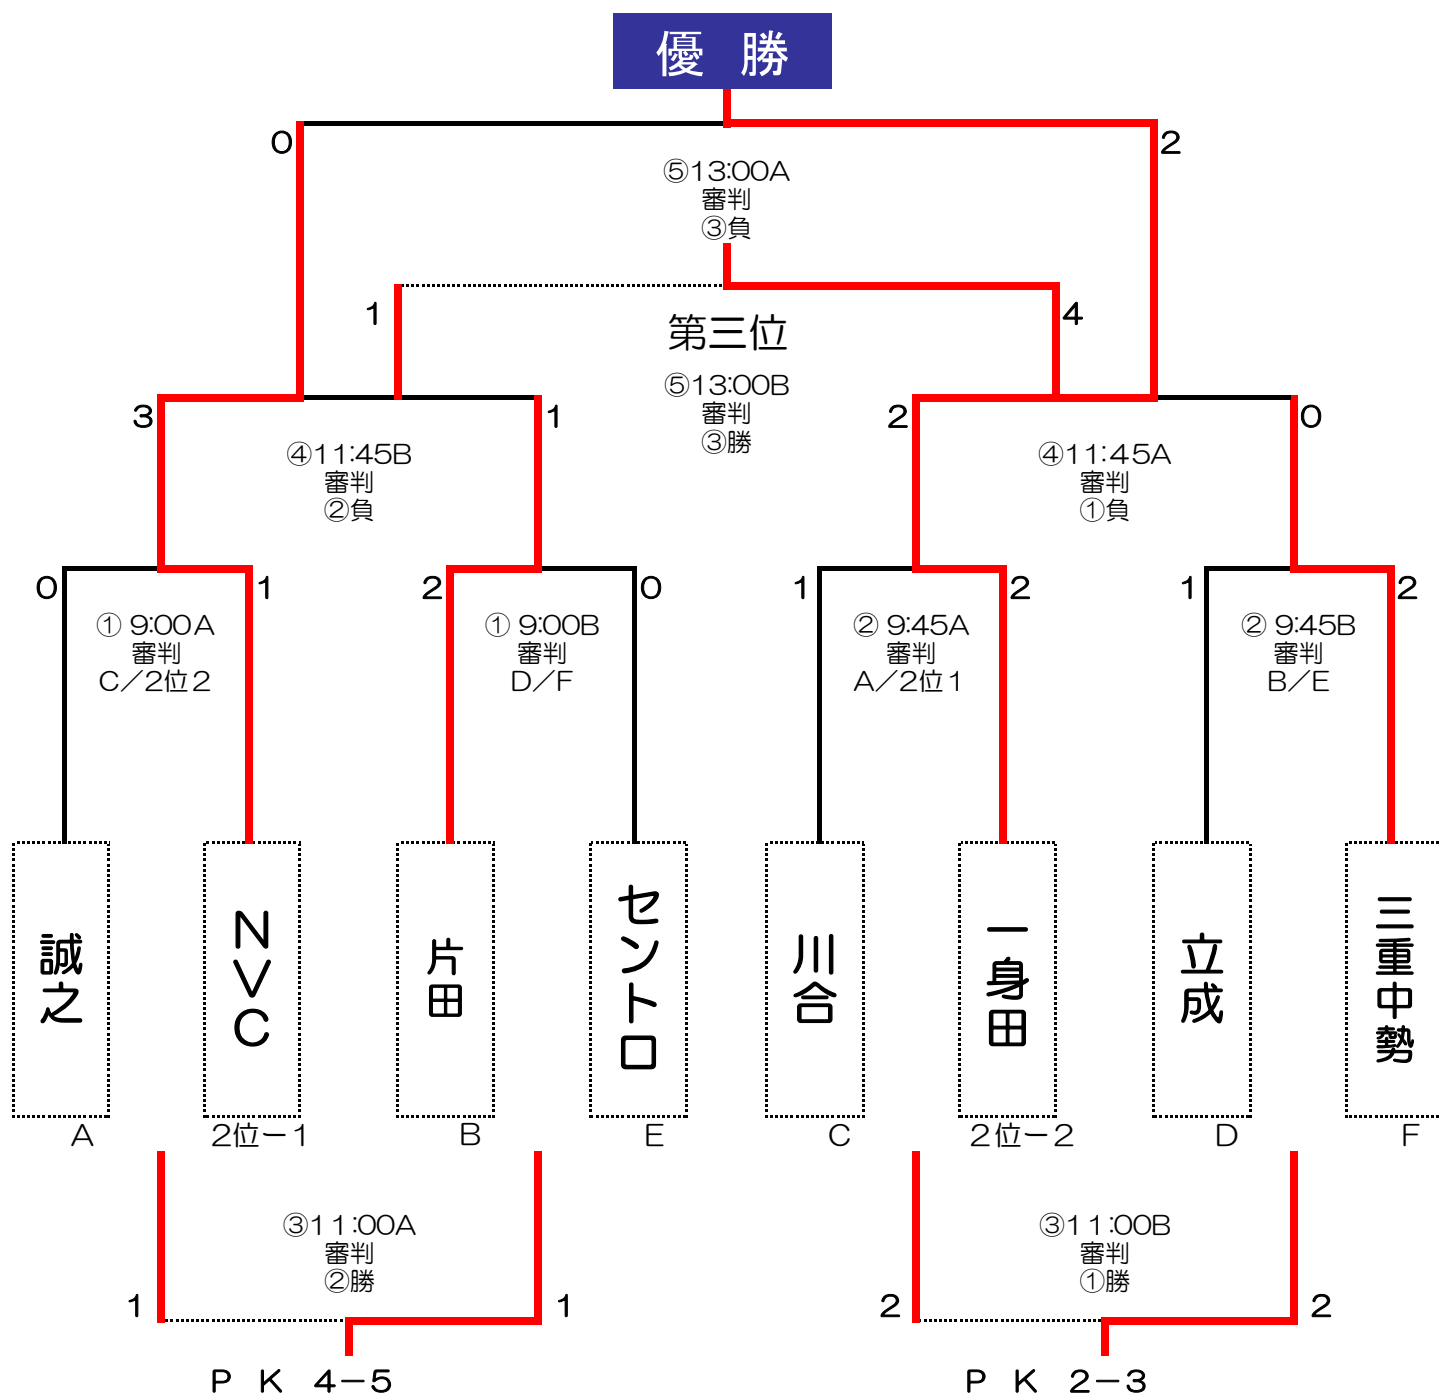 優　勝
0
2
⑤13:00A
審判
③負
1
4
第三位
⑤13:00B
審判
③勝
3
1
2
0
④11:45B
審判
②負
④11:45A
審判
①負
0
1
2
0
1
2
1
2
① 9:00A
審判
C／2位2
① 9:00B
審判
D／F
② 9:45A
審判
A／2位1
② 9:45B
審判
B／E
誠之
NVC
片田
セントロ
川合
一身田
立成
三重中勢
A
2位ー1
B
E
C
2位ー2
D
F
③11:00A
審判
②勝
③11:00B
審判
①勝
1
1
2
2
PK 4－5
PK 2－3